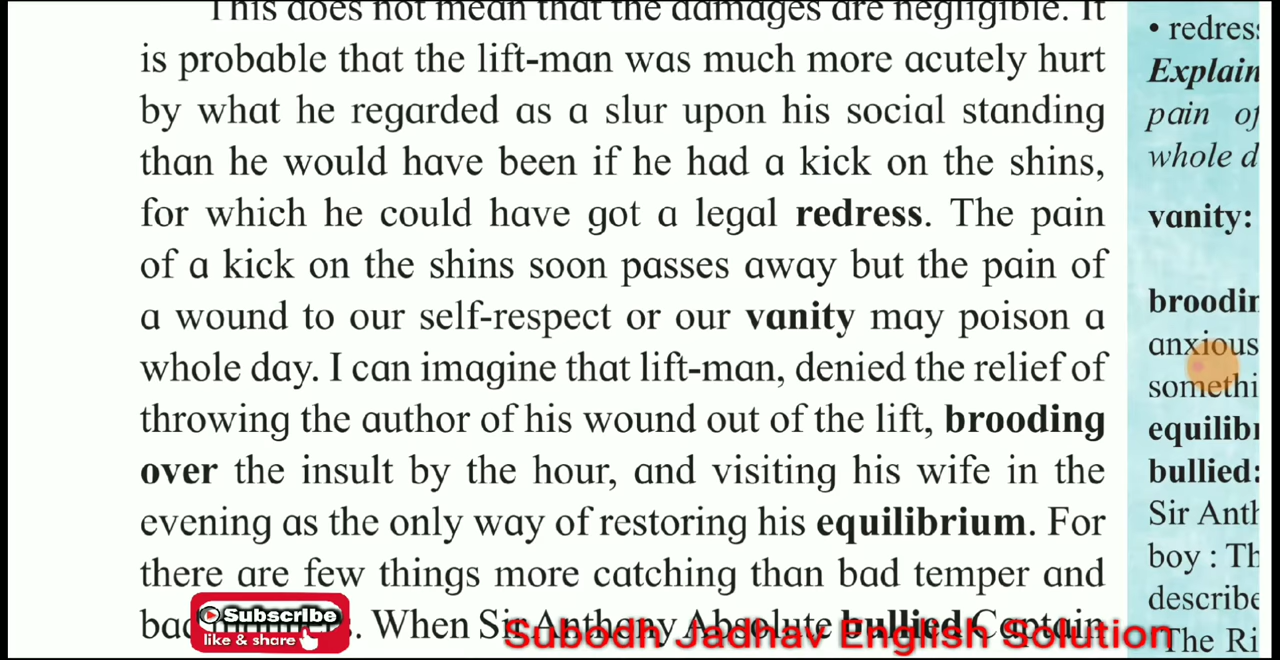 This does not mean that the damages are negligible. It
is probable that the lift-man was much more acutely hurt
by what he regarded as a slur upon his social standing
than he would have been if he had a kick on the shins,
for which he could have got a legal redress. The pain
of a kick on the shins soon passes away but the pain of
a wound to our self-respect or our vanity may poison a
whole day. I can imagine that lift-man, denied the relief of
throwing the author of his wound out of the lift, brooding
over the insult by the hour, and visiting his wife in the
evening as the only way of restoring his equilibrium. For
there are few things more catching than bad temper and
bad manners. When Sir Anthony Absolute bullied Captain
• redress
Explain
pain of
whole d
vanity:
broodin
anxious
somethi
equilib
bullied:
Sir Anth
boy : Th
describe
The Ri
Subscribe
like & share
Subodh Jadhav English Solution